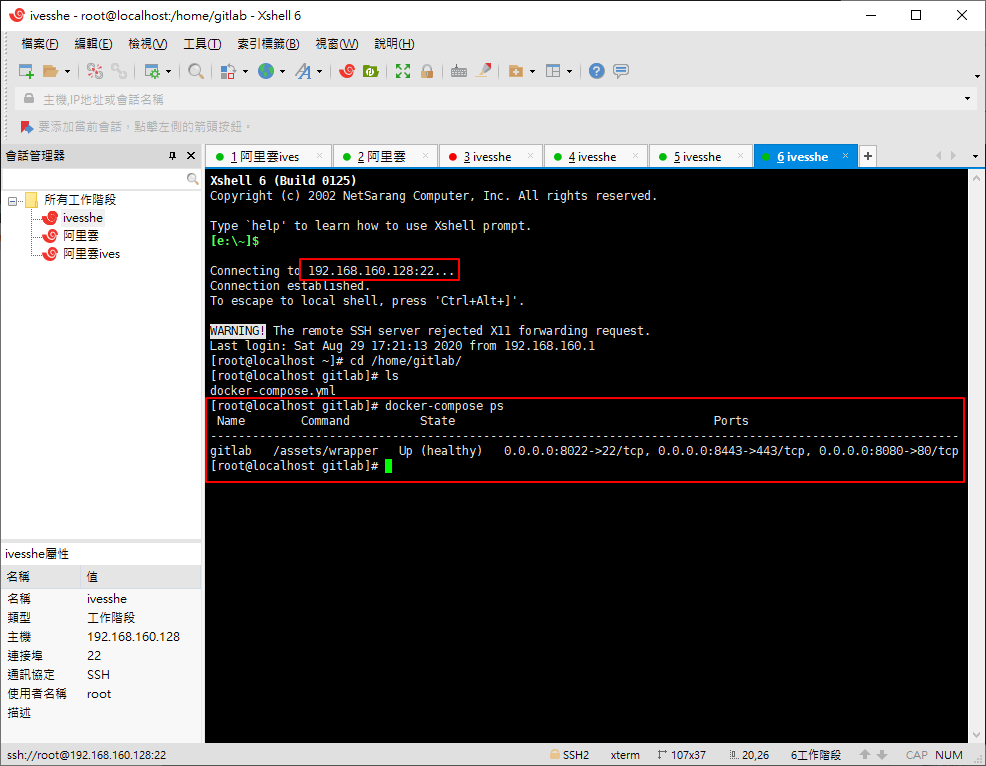 ivesshe - root@localhost:/home/gitlab - Xshell 6
檔案(F) 編輯(E) 檢視(V) 工具(T) 索引標籤(B) 視窗(W) 說明(H)
主機,IP地址或會話名稱
要添加當前會話，點擊左側的箭頭按鈕。
會話管理器
1 阿里雲ives 2 阿里雲 3 ivesshe 4 ivesshe 5 ivesshe 6 ivesshe
所有工作階段
ivesshe
阿里雲
阿里雲ives
Xshell 6 (Build 0125)
Copyright (c) 2002 NetSarang Computer, Inc. All rights reserved.
Type `help' to learn how to use Xshell prompt.
[e:\~]$
Connecting to 192.168.160.128:22...
Connection established.
To escape to local shell, press 'Ctrl+Alt+]'.
WARNING! The remote SSH server rejected X11 forwarding request.
Last login: Sat Aug 29 17:21:13 2020 from 192.168.160.1
[root@localhost ~]# cd /home/gitlab/
[root@localhost gitlab]# ls
docker-compose.yml
[root@localhost gitlab]# docker-compose ps
Name Command State Ports
-----------------------------------------------------------------------------------------------------------
gitlab /assets/wrapper Up (healthy) 0.0.0.0:8022->22/tcp, 0.0.0.0:8443->443/tcp, 0.0.0.0:8080->80/tcp
[root@localhost gitlab]#
ivesshe屬性
名稱 值
名稱 ivesshe
類型 工作階段
主機 192.168.160.128
連接埠 22
通訊協定 SSH
使用者名稱 root
描述
ssh://root@192.168.160.128:22 SSH2 xterm 107x37 20,26 6工作階段 CAP NUM